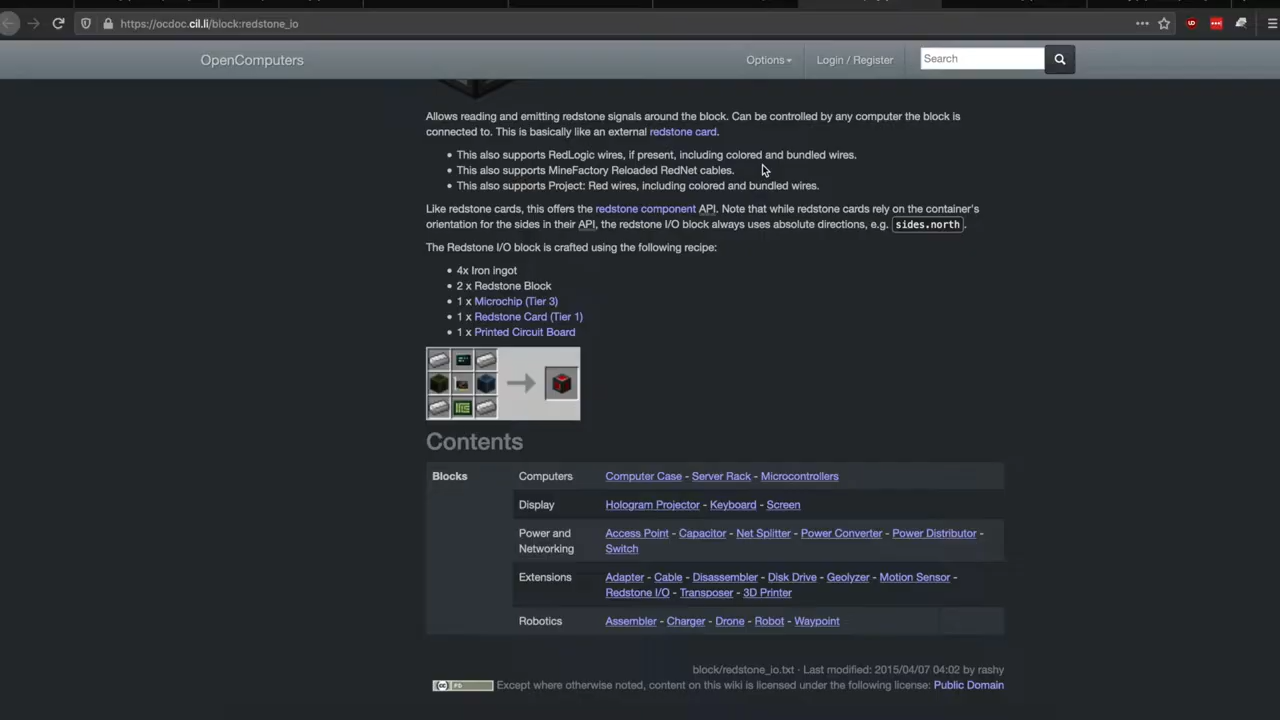 https://ocdoc.cil.li/block:redstone_io
OpenComputers
Options
Login / Register
Search
Allows reading and emitting redstone signals around the block. Can be controlled by any computer the block is
connected to. This is basically like an external redstone card.
• This also supports RedLogic wires, if present, including colored and bundled wires.
• This also supports MineFactory Reloaded RedNet cables.
• This also supports Project: Red wires, including colored and bundled wires.
Like redstone cards, this offers the redstone component API. Note that while redstone cards rely on the container's
orientation for the sides in their API, the redstone I/O block always uses absolute directions, e.g. sides.north.
The Redstone I/O block is crafted using the following recipe:
• 4x Iron ingot
• 2 x Redstone Block
• 1 x Microchip (Tier 3)
• 1 x Redstone Card (Tier 1)
• 1 x Printed Circuit Board
Contents
Blocks
Computers
Computer Case - Server Rack - Microcontrollers
Display
Hologram Projector - Keyboard - Screen
Power and
Networking
Access Point - Capacitor - Net Splitter - Power Converter - Power Distributor -
Switch
Extensions
Adapter - Cable - Disassembler - Disk Drive - Geolyzer - Motion Sensor -
Redstone I/O - Transposer - 3D Printer
Robotics
Assembler - Charger - Drone - Robot - Waypoint
block/redstone_io.txt · Last modified: 2015/04/07 04:02 by rashy
Except where otherwise noted, content on this wiki is licensed under the following license: Public Domain